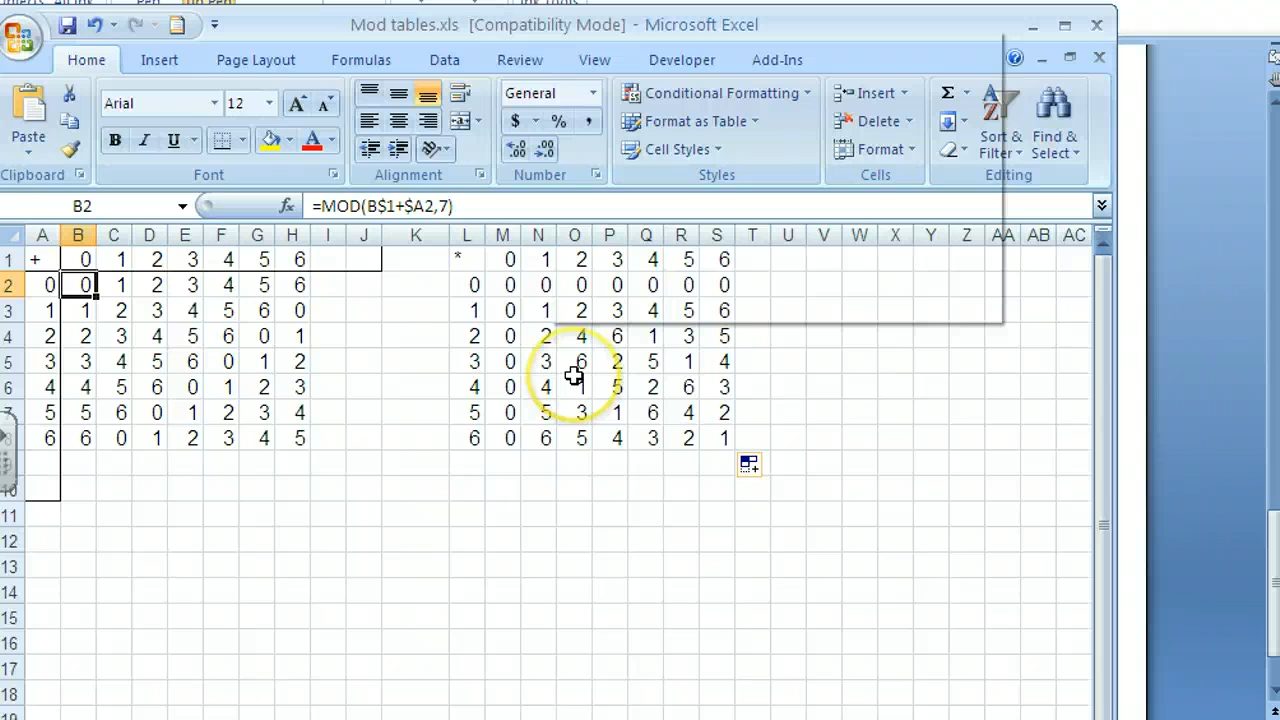 Mod tables.xls [Compatibility Mode] - Microsoft Excel
Home Insert Page Layout Formulas Data Review View Developer Add-Ins
Arial 12 General Conditional Formatting Insert Σ
Paste B I U $ % , Format as Table Delete Sort & Filter Find & Select
Cell Styles Format
Clipboard Font Alignment Number Styles Cells Editing
B2 fx =MOD(B$1+$A2,7)
A B C D E F G H I J K L M N O P Q R S T U V W X Y Z AA AB AC
1 + 0 1 2 3 4 5 6 * 0 1 2 3 4 5 6
2 0 0 1 2 3 4 5 6 0 0 0 0 0 0 0 0
3 1 1 2 3 4 5 6 0 1 0 1 2 3 4 5 6
4 2 2 3 4 5 6 0 1 2 0 2 4 6 1 3 5
5 3 3 4 5 6 0 1 2 3 0 3 6 2 5 1 4
6 4 4 5 6 0 1 2 3 4 0 4 1 5 2 6 3
7 5 5 6 0 1 2 3 4 5 0 5 3 1 6 4 2
8 6 6 0 1 2 3 4 5 6 0 6 5 4 3 2 1
10
11
12
13
14
15
16
17
18